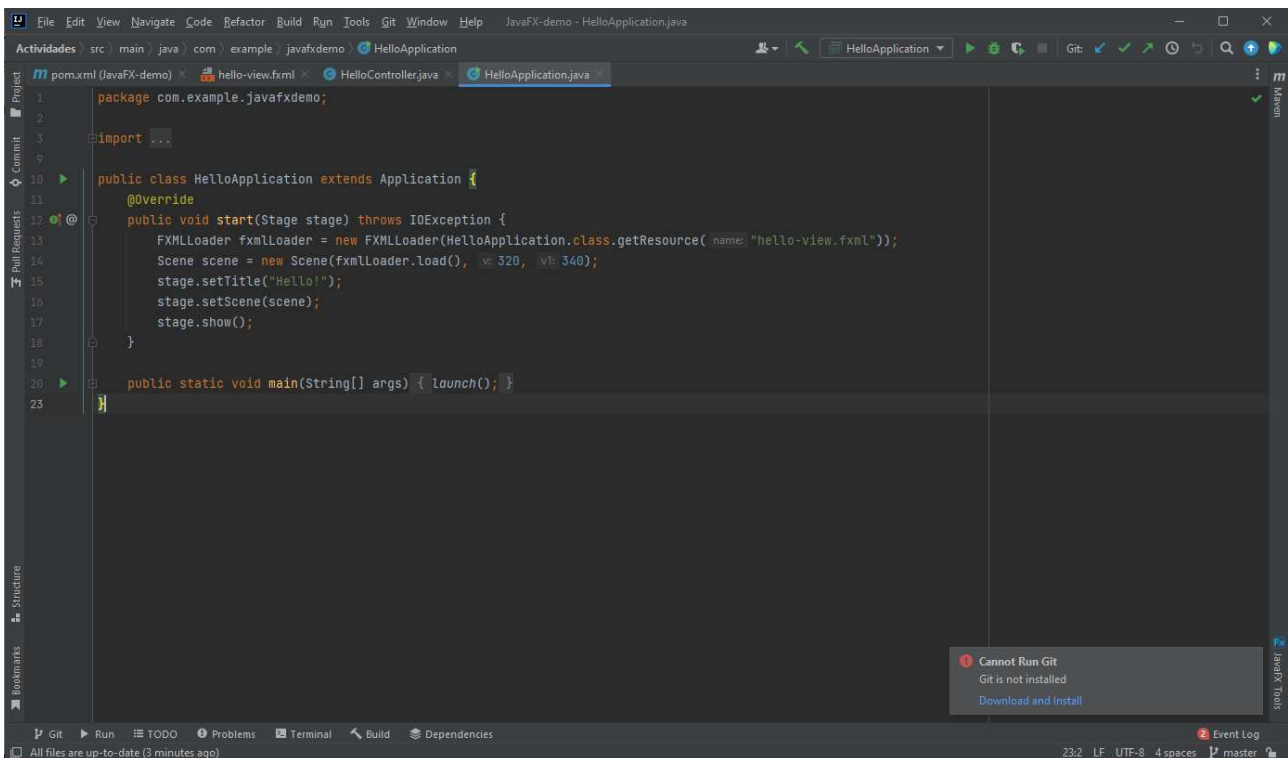 File Edit View Navigate Code Refactor Build Run Tools Git Window Help JavaFX-demo - HelloApplication.java
Actividades src main java com example javafxdemo HelloApplication
HelloApplication Git:
pom.xml (JavaFX-demo) hello-view.fxml HelloController.java HelloApplication.java
Project
Commit
Pull Requests
Structure
Bookmarks
1 package com.example.javafxdemo;
2
3 import ...
9
10 public class HelloApplication extends Application {
11 @Override
12 public void start(Stage stage) throws IOException {
13 FXMLLoader fxmlLoader = new FXMLLoader(HelloApplication.class.getResource( name: "hello-view.fxml"));
14 Scene scene = new Scene(fxmlLoader.load(), v: 320, v1: 340);
15 stage.setTitle("Hello!");
16 stage.setScene(scene);
17 stage.show();
18 }
19
20 public static void main(String[] args) { launch(); }
23 }
m Maven
JavaFX Tools
Cannot Run Git
Git is not installed
Download and Install
Git Run TODO Problems Terminal Build Dependencies 2 Event Log
All files are up-to-date (3 minutes ago) 23:2 LF UTF-8 4 spaces master